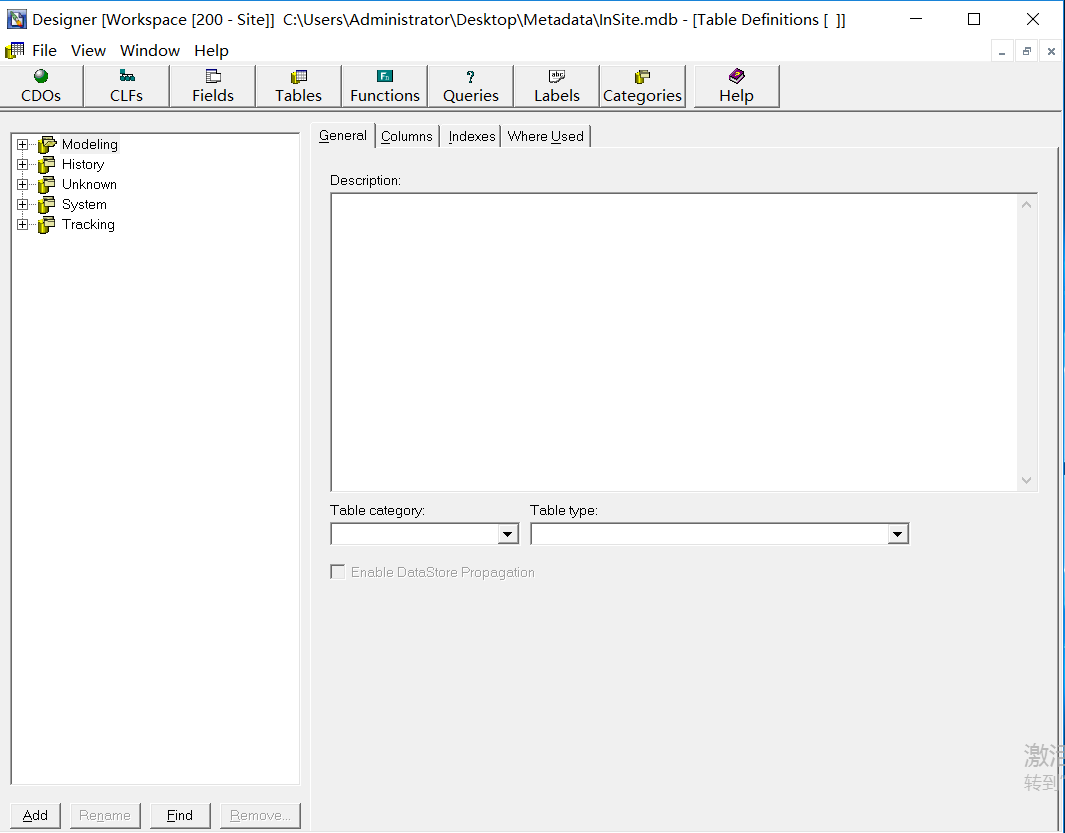 Designer [Workspace [200 - Site]]  C:\Users\Administrator\Desktop\Metadata\InSite.mdb - [Table Definitions [  ]]
File View Window Help
CDOs CLFs Fields Tables Functions Queries Labels Categories Help
General Columns Indexes Where Used
Modeling
History
Unknown
System
Tracking
Description:
Table category: Table type:
Enable DataStore Propagation
Add Rename Find Remove...
激活
转到